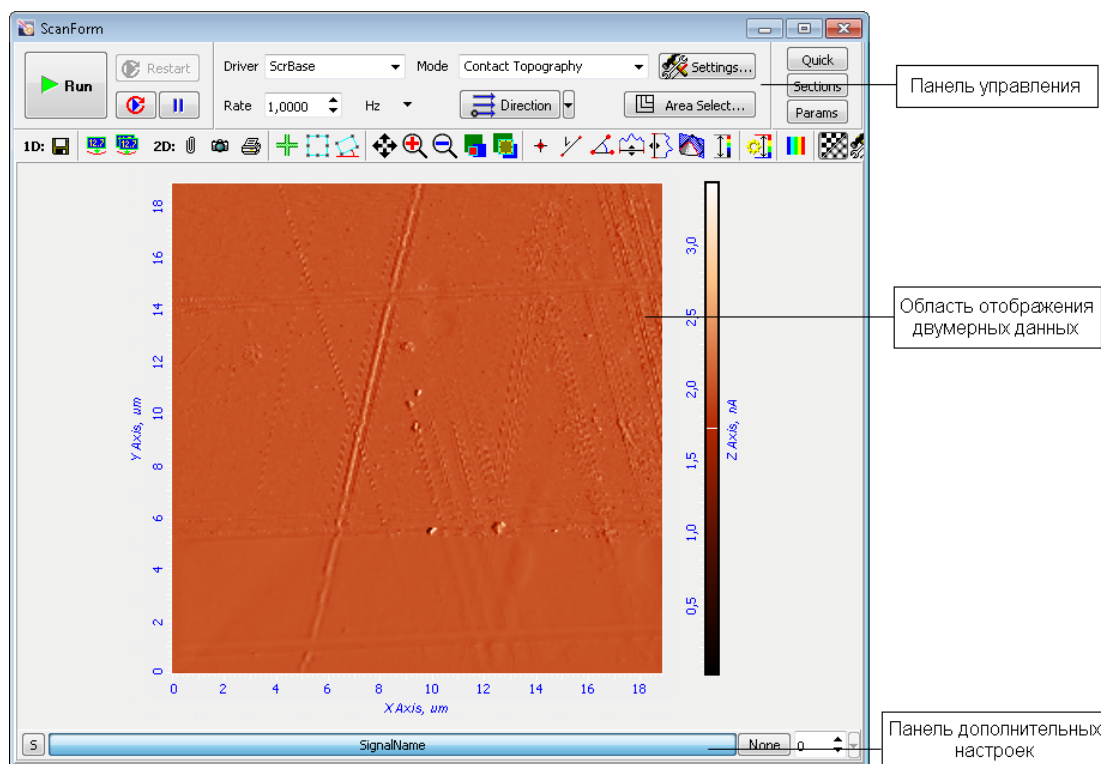 ScanForm
Run
Restart
Driver ScrBase Mode Contact Topography Settings...
Rate 1,0000 Hz Direction Area Select...
Quick
Sections
Params
Панель управления
1D: 2D:
Область отображения
двумерных данных
18
16
14
12
10
8
6
4
2
0
Y Axis, um
0 2 4 6 8 10 12 14 16 18
X Axis, um
3,0
2,5
2,0
1,5
1,0
0,5
Z Axis, nA
S SignalName None 0
Панель дополнительных
настроек